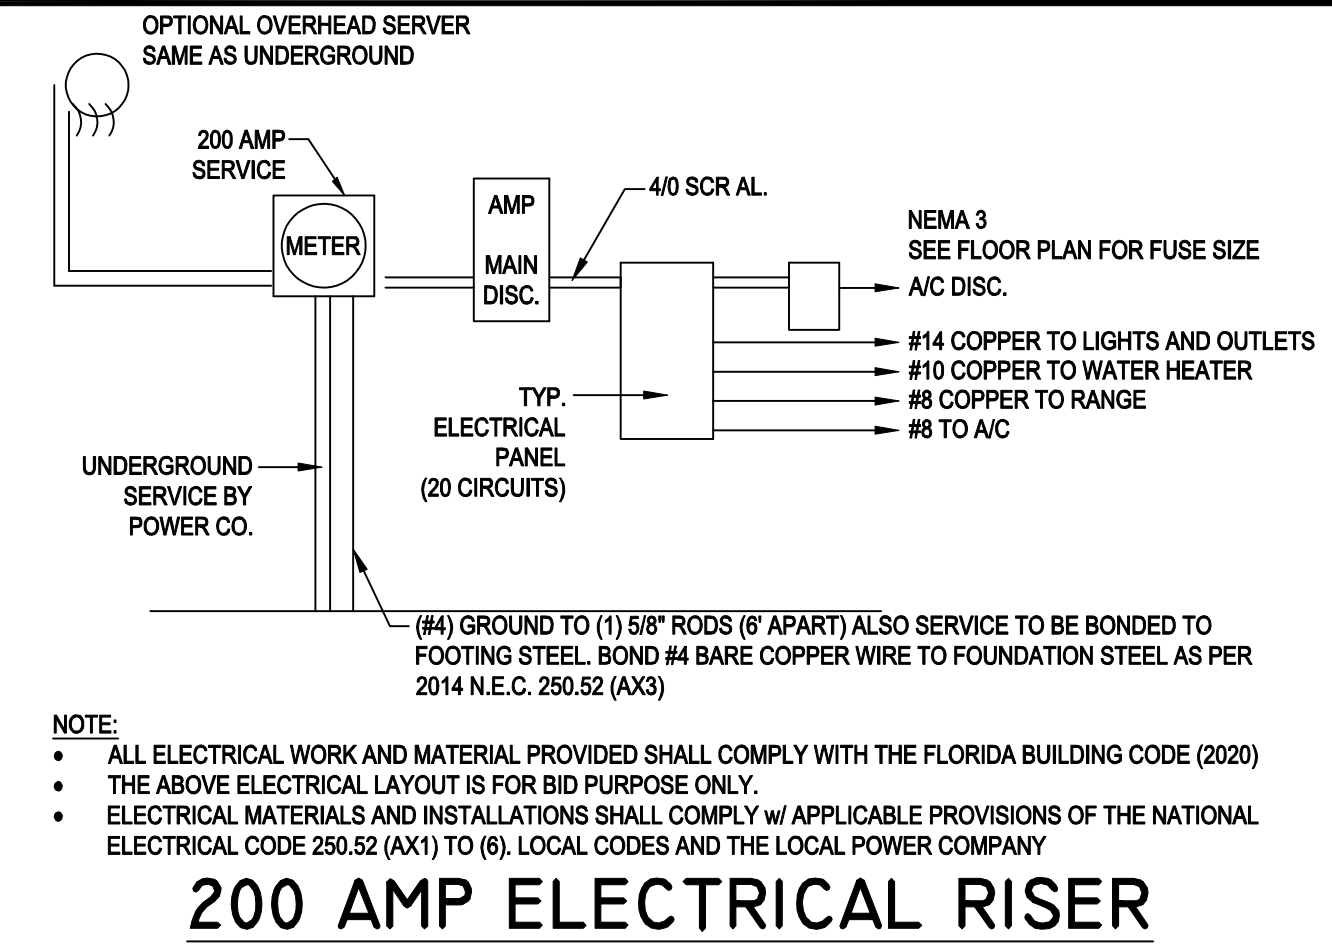 OPTIONAL OVERHEAD SERVER
SAME AS UNDERGROUND
200 AMP
SERVICE
METER
AMP
MAIN
DISC.
4/0 SCR AL.
NEMA 3
SEE FLOOR PLAN FOR FUSE SIZE
A/C DISC.
#14 COPPER TO LIGHTS AND OUTLETS
#10 COPPER TO WATER HEATER
#8 COPPER TO RANGE
#8 TO A/C
TYP.
ELECTRICAL
PANEL
(20 CIRCUITS)
UNDERGROUND
SERVICE BY
POWER CO.
(#4) GROUND TO (1) 5/8" RODS (6' APART) ALSO SERVICE TO BE BONDED TO
FOOTING STEEL. BOND #4 BARE COPPER WIRE TO FOUNDATION STEEL AS PER
2014 N.E.C. 250.52 (AX3)
NOTE:
• ALL ELECTRICAL WORK AND MATERIAL PROVIDED SHALL COMPLY WITH THE FLORIDA BUILDING CODE (2020)
• THE ABOVE ELECTRICAL LAYOUT IS FOR BID PURPOSE ONLY.
• ELECTRICAL MATERIALS AND INSTALLATIONS SHALL COMPLY w/ APPLICABLE PROVISIONS OF THE NATIONAL
ELECTRICAL CODE 250.52 (AX1) TO (6). LOCAL CODES AND THE LOCAL POWER COMPANY
200 AMP ELECTRICAL RISER